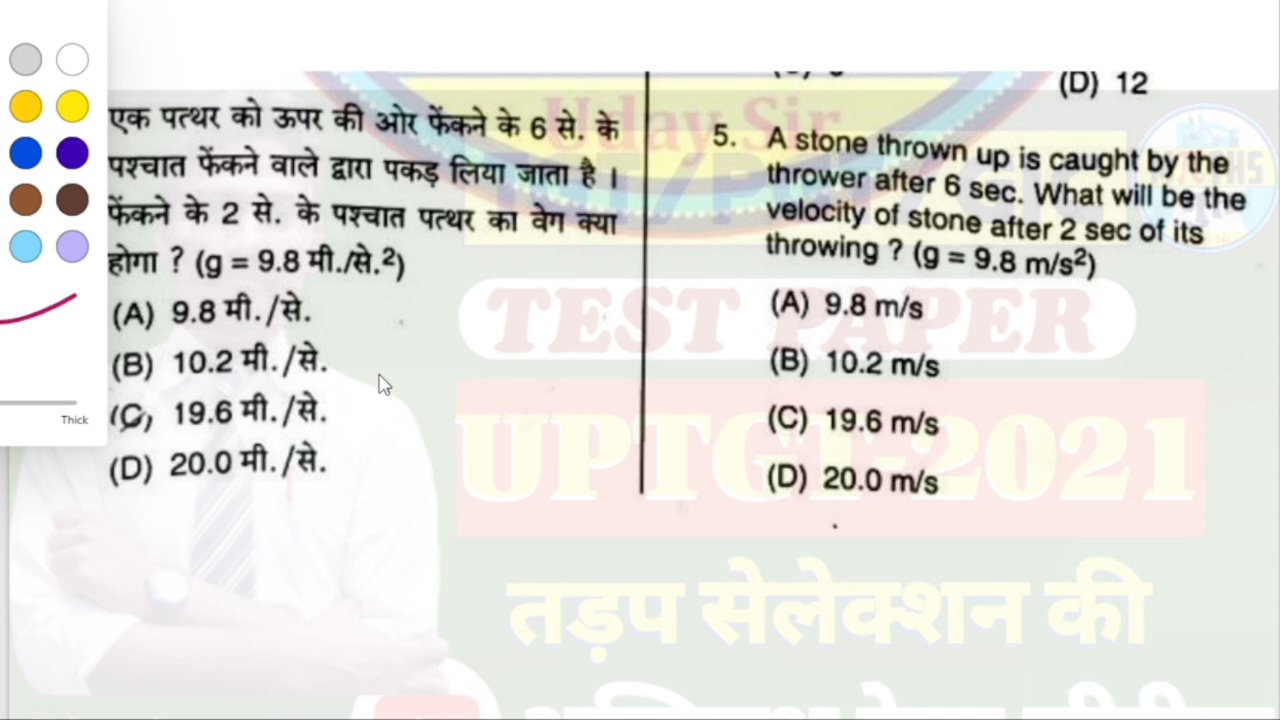 (D) 12
एक पत्थर को ऊपर की ओर फेंकने के 6 से. के
पश्चात फेंकने वाले द्वारा पकड़ लिया जाता है ।
फेंकने के 2 से. के पश्चात पत्थर का वेग क्या
होगा ? (g = 9.8 मी./से.²)
(A) 9.8 मी./से.
(B) 10.2 मी./से.
(C) 19.6 मी./से.
(D) 20.0 मी./से.
5. A stone thrown up is caught by the
thrower after 6 sec. What will be the
velocity of stone after 2 sec of its
throwing ? (g = 9.8 m/s²)
(A) 9.8 m/s
(B) 10.2 m/s
(C) 19.6 m/s
(D) 20.0 m/s
Thick
Uday Sir
TEST PAPER
UPTGT-2021
तड़प सेलेक्शन की